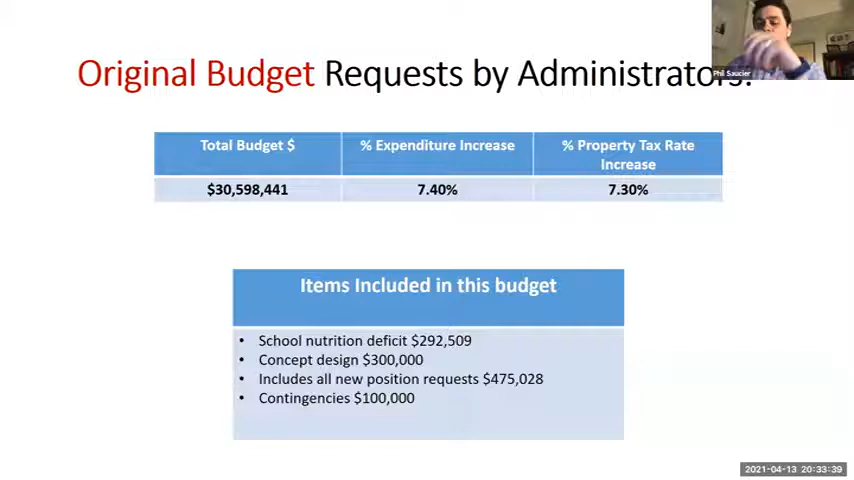 Original Budget Requests by Administrators:
Phil Saucier
Total Budget $
% Expenditure Increase
% Property Tax Rate
Increase
$30,598,441
7.40%
7.30%
Items Included in this budget
• School nutrition deficit $292,509
• Concept design $300,000
• Includes all new position requests $475,028
• Contingencies $100,000
2021-04-13 20:33:39